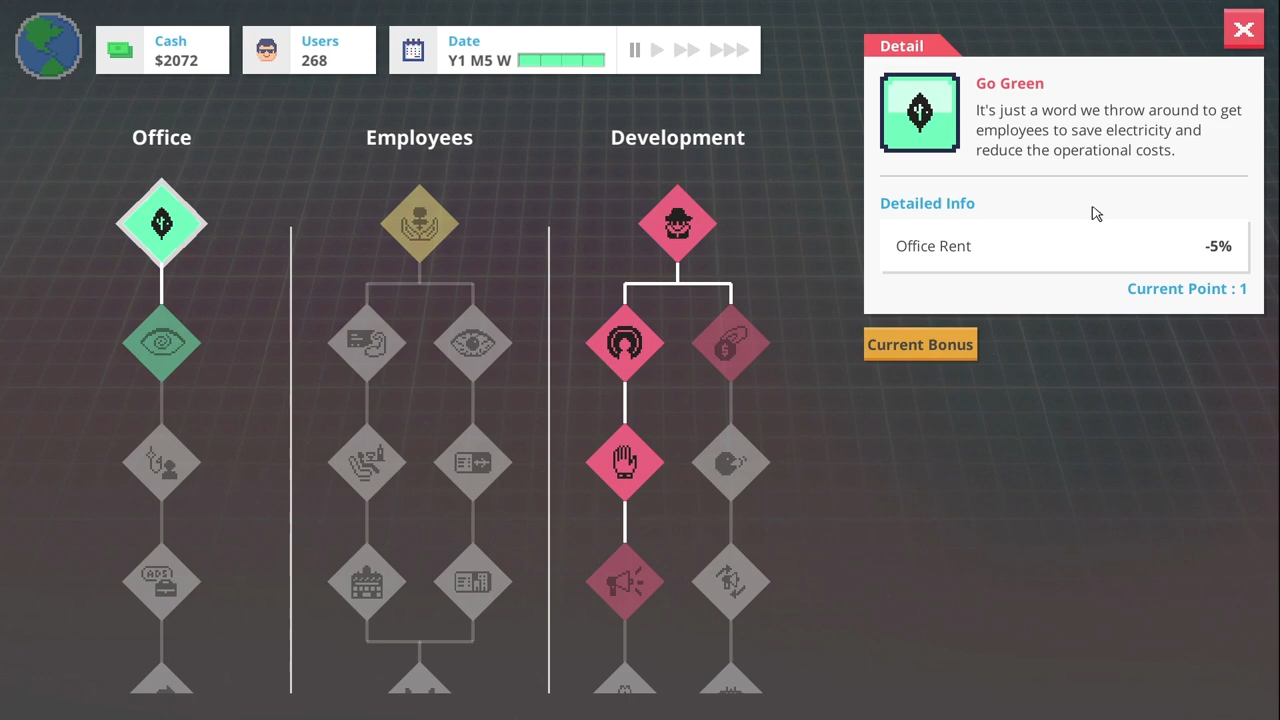 Cash
$2072
Users
268
Date
Y1 M5 W
Detail
Go Green
It's just a word we throw around to get
employees to save electricity and
reduce the operational costs.
Detailed Info
Office Rent -5%
Current Point : 1
Current Bonus
Office Employees Development
ADS!